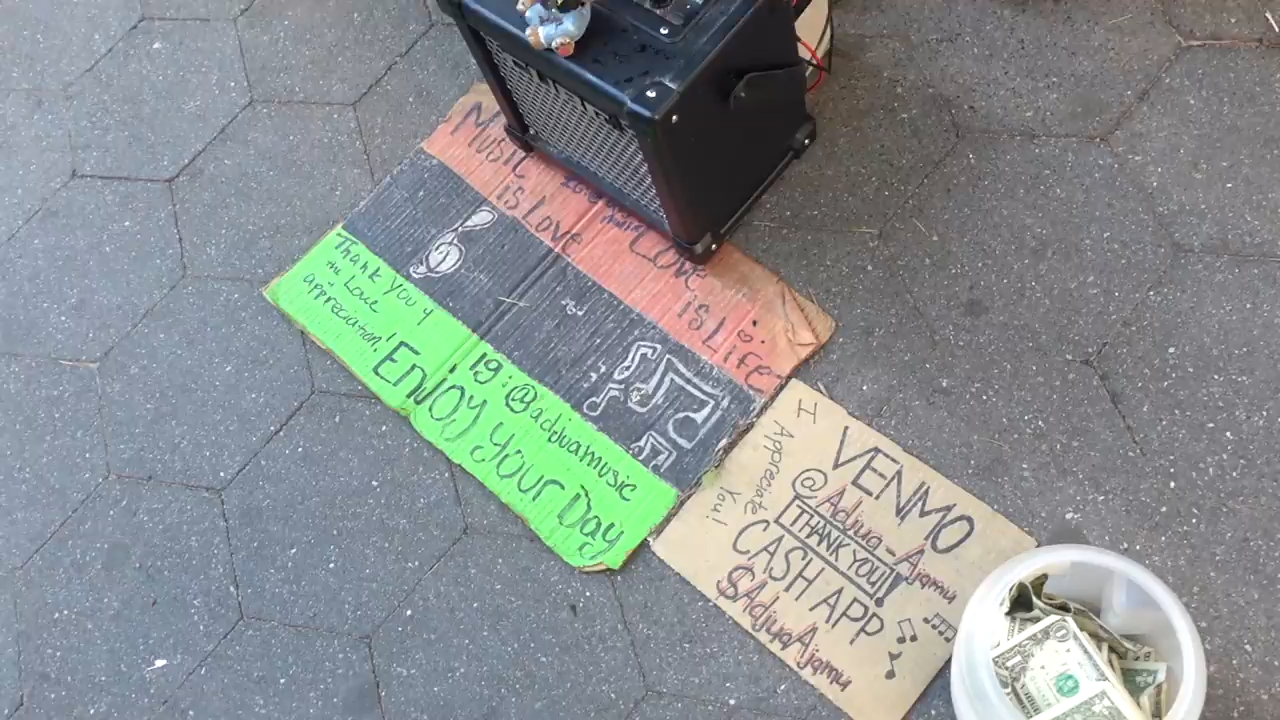 Music
is Love
Love
is Life
Thank you 4
the Love
appreciation!
Enjoy your Day
ig: @adjuamusic
I
Appreciate
You!
VENMO
@Adjua-Ajamu
THANK YOU!!
CASH APP
$AdjuaAjamu